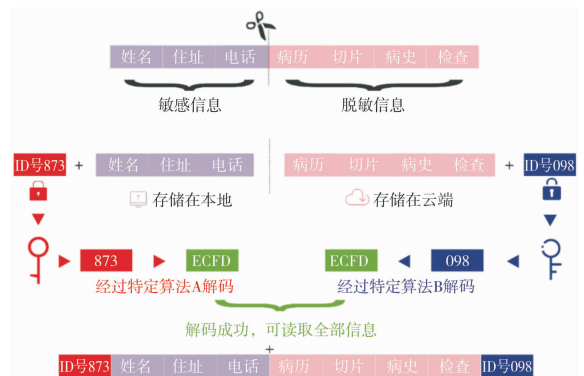 姓名 住址 电话 病历 切片 病史 检查
敏感信息 脱敏信息
ID号873 + 姓名 住址 电话 病历 切片 病史 检查 + ID号098
存储在本地 存储在云端
873 ECFD ECFD 098
经过特定算法A解码 经过特定算法B解码
解码成功，可读取全部信息
+
ID号873 姓名 住址 电话 病历 切片 病史 检查 ID号098